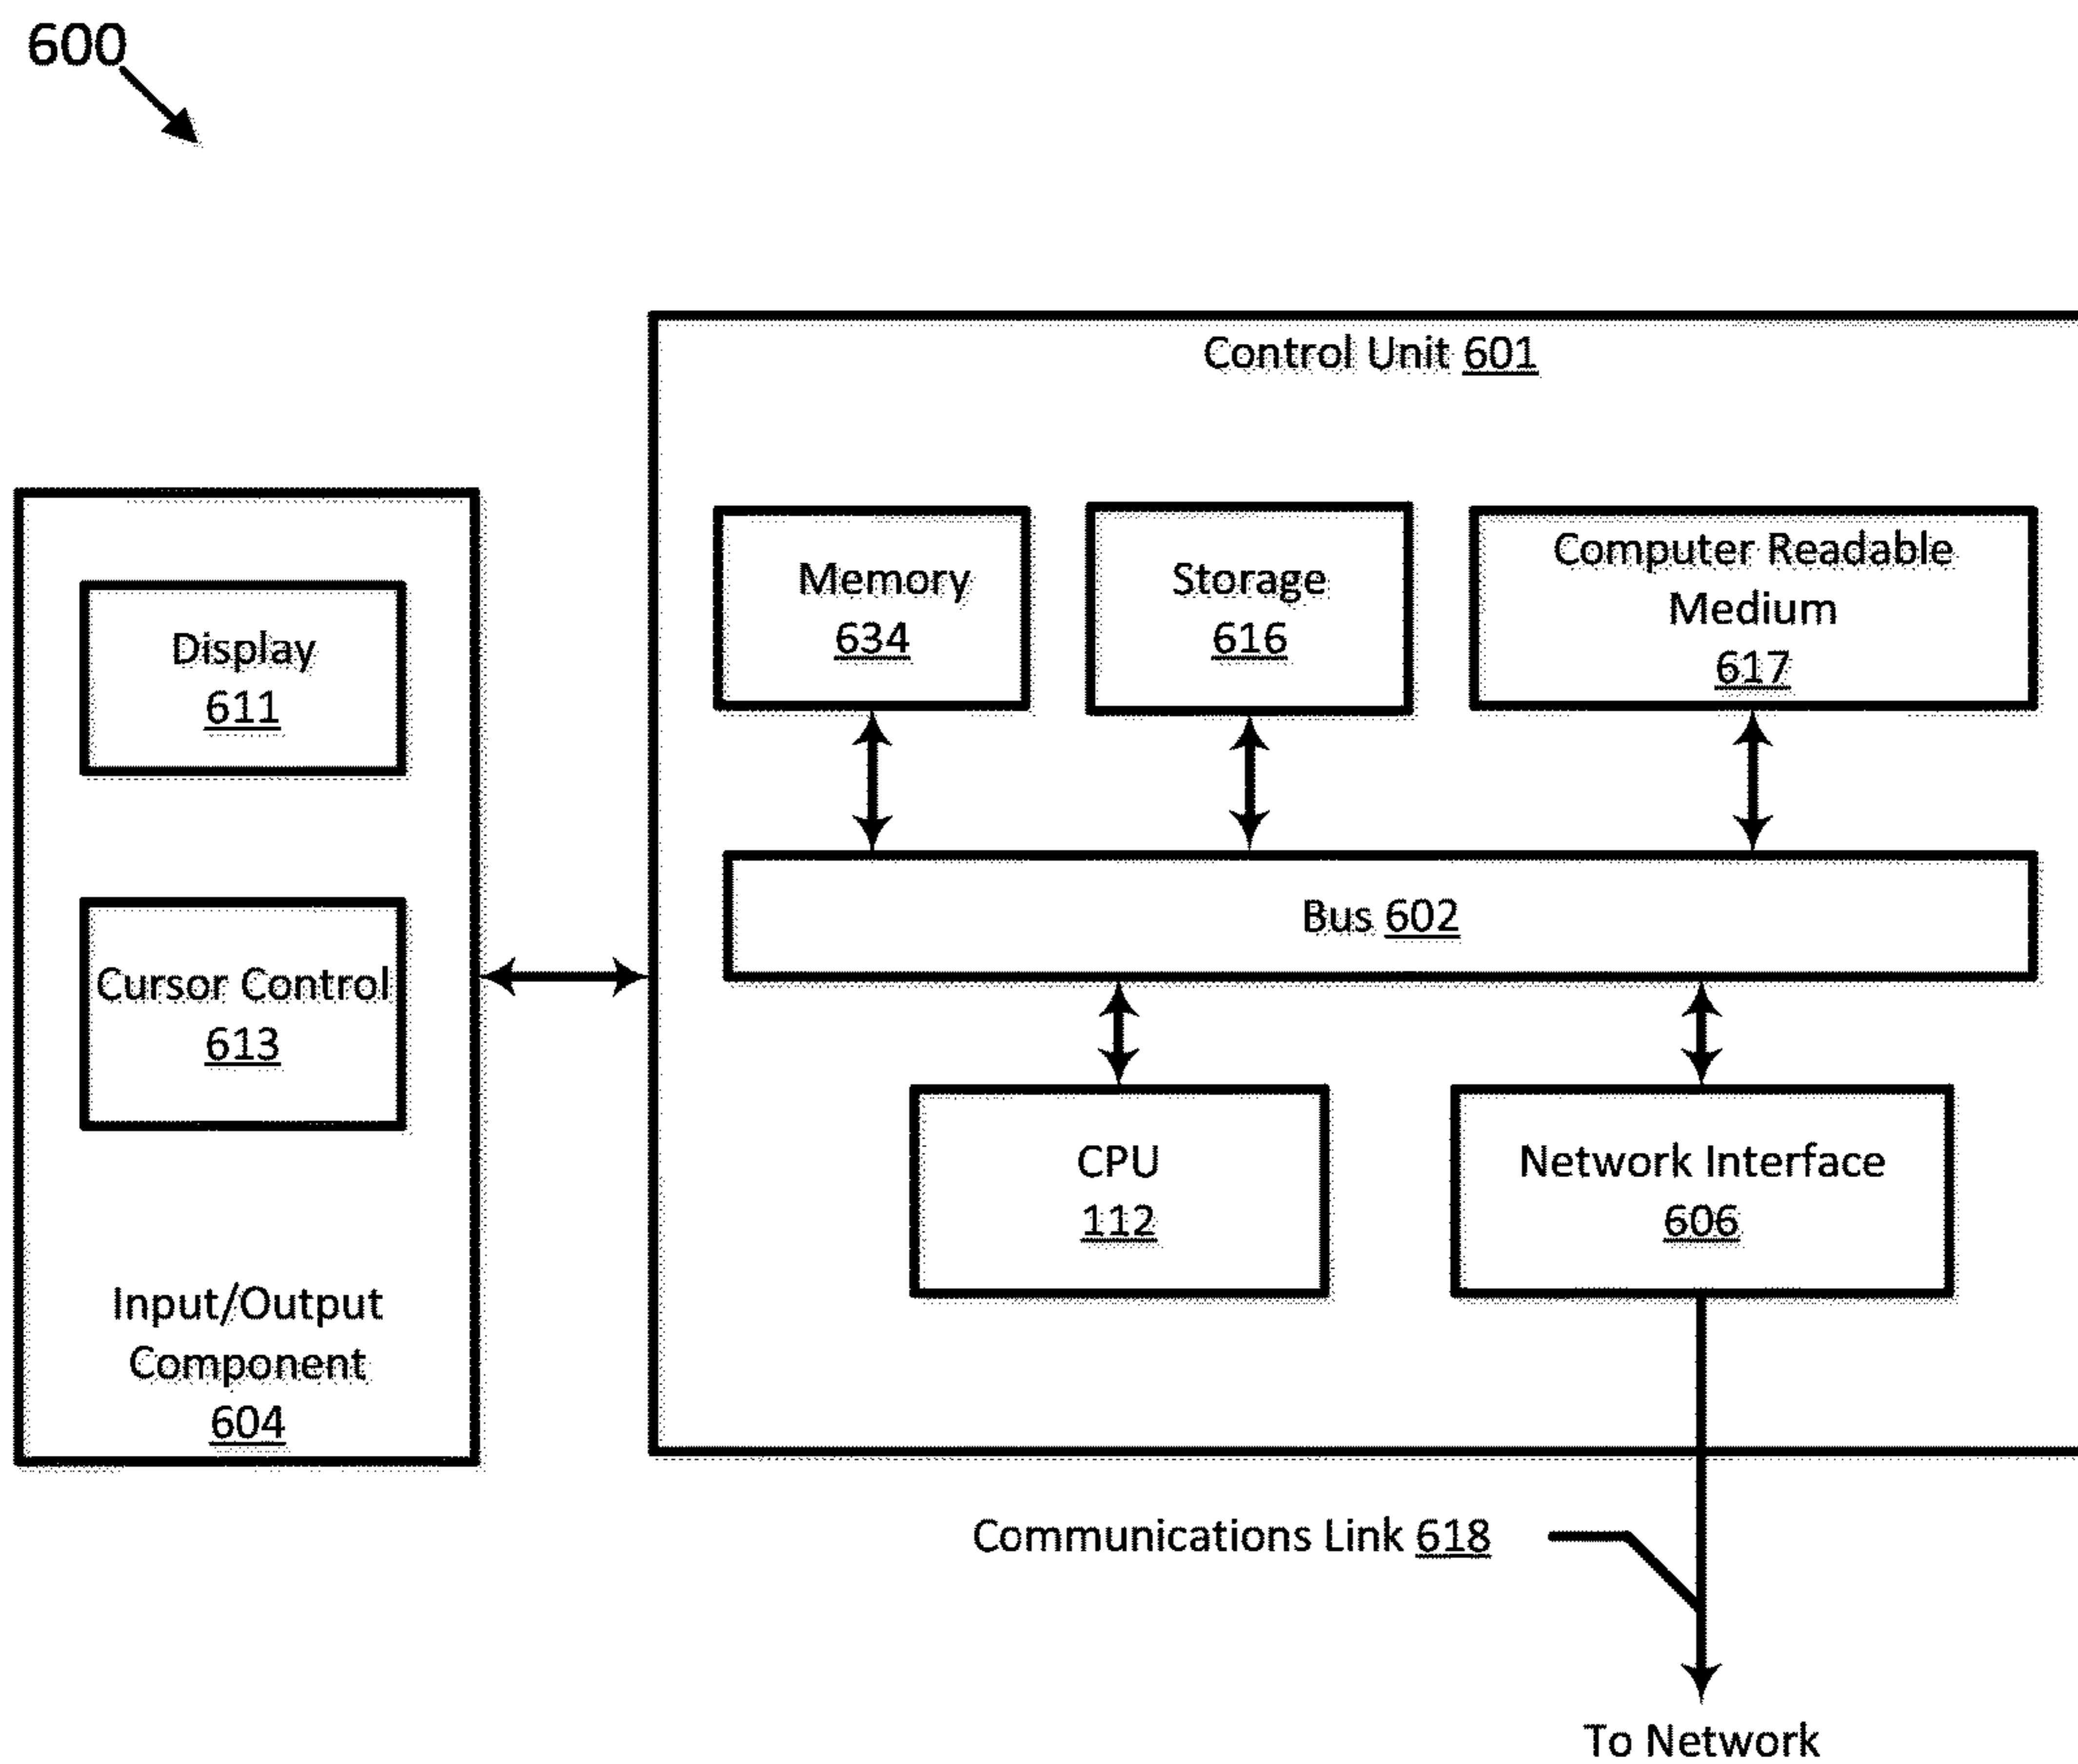 600
Control Unit 601
Memory
634
Storage
616
Computer Readable
Medium
617
Display
611
Bus 602
Cursor Control
613
CPU
112
Network Interface
606
Input/Output
Component
604
Communications Link 618
To Network